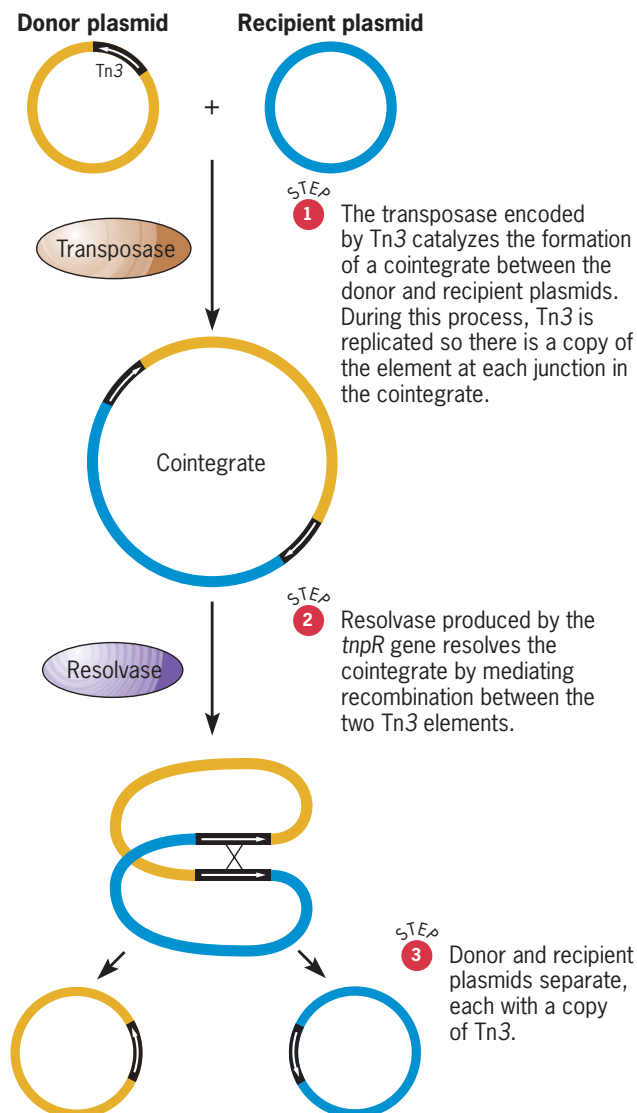 Donor plasmid
Recipient plasmid
Tn3
+
STEP
1
The transposase encoded
by Tn3 catalyzes the formation
of a cointegrate between the
donor and recipient plasmids.
During this process, Tn3 is
replicated so there is a copy of
the element at each junction in
the cointegrate.
Transposase
Cointegrate
STEP
2
Resolvase produced by the
tnpR gene resolves the
cointegrate by mediating
recombination between the
two Tn3 elements.
Resolvase
STEP
3
Donor and recipient
plasmids separate,
each with a copy
of Tn3.